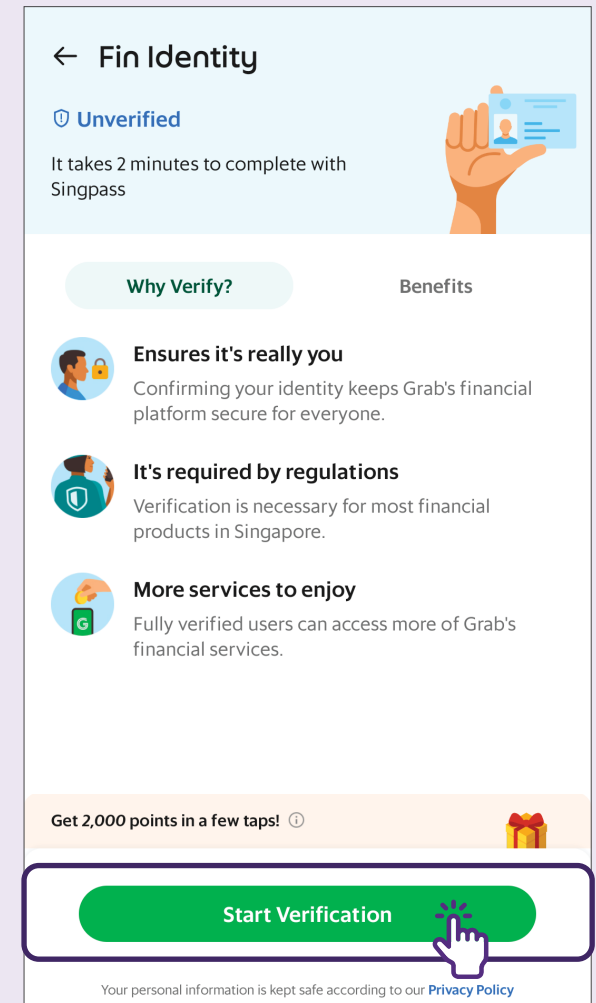 Fin Identity
Unverified
It takes 2 minutes to complete with
Singpass
Why Verify?
Benefits
Ensures it's really you
Confirming your identity keeps Grab's financial
platform secure for everyone.
It's required by regulations
Verification is necessary for most financial
products in Singapore.
G
More services to enjoy
Fully verified users can access more of Grab's
financial services.
Get 2,000 points in a few taps!
Start Verification
Your personal information is kept safe according to our Privacy Policy